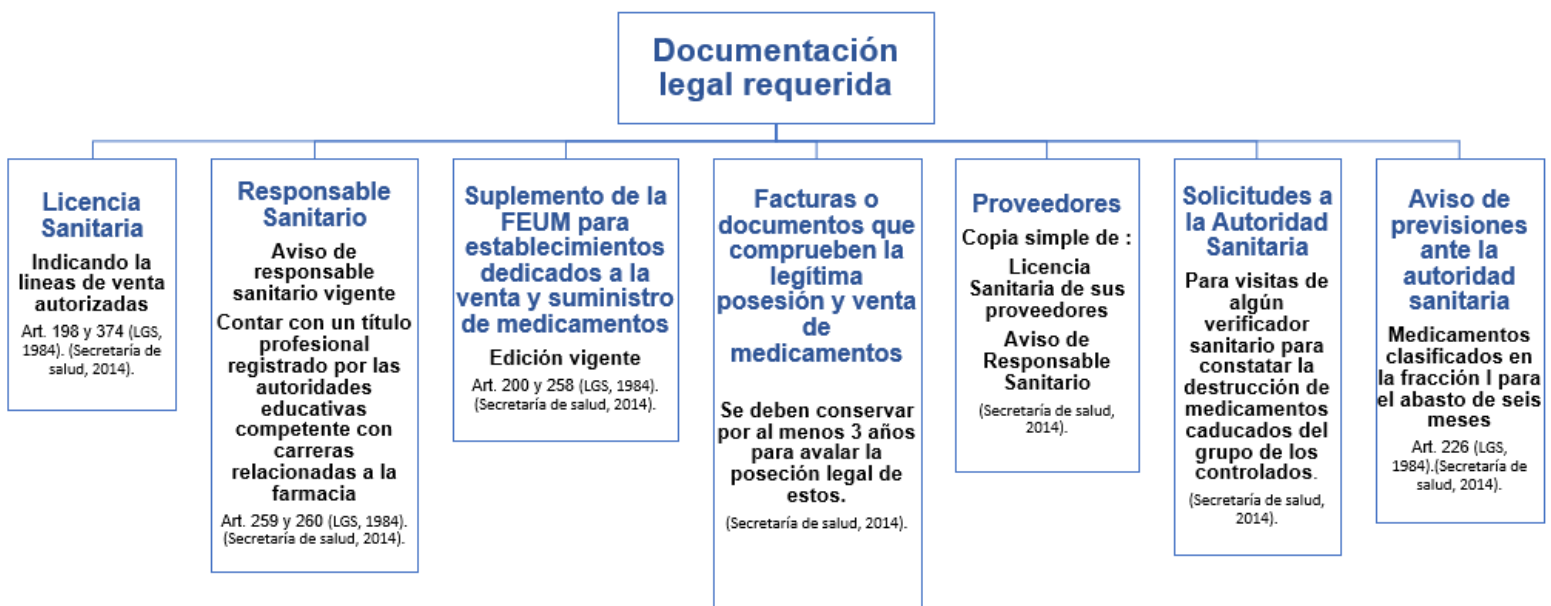 Documentación
legal requerida
Licencia
Sanitaria
Indicando la
lineas de venta
autorizadas
Art. 198 y 374 (LGS,
1984). (Secretaría de
salud, 2014).
Responsable
Sanitario
Aviso de
responsable
sanitario vigente
Contar con un título
profesional
registrado por las
autoridades
educativas
competente con
carreras
relacionadas a la
farmacia
Art. 259 y 260 (LGS, 1984).
(Secretaría de salud, 2014).
Suplemento de la
FEUM para
establecimientos
dedicados a la
venta y suministro
de medicamentos
Edición vigente
Art. 200 y 258 (LGS, 1984).
(Secretaría de salud, 2014).
Facturas o
documentos que
comprueben la
legítima
posesión y venta
de
medicamentos
Se deben conservar
por al menos 3 años
para avalar la
poseción legal de
estos.
(Secretaría de salud, 2014).
Proveedores
Copia simple de :
Licencia
Sanitaria de sus
proveedores
Aviso de
Responsable
Sanitario
(Secretaría de salud,
2014).
Solicitudes a
la Autoridad
Sanitaria
Para visitas de
algún
verificador
sanitario para
constatar la
destrucción de
medicamentos
caducados del
grupo de los
controlados.
(Secretaría de salud,
2014).
Aviso de
previsiones
ante la
autoridad
sanitaria
Medicamentos
clasificados en
la fracción I para
el abasto de seis
meses
Art. 226 (LGS,
1984).(Secretaría de
salud, 2014).